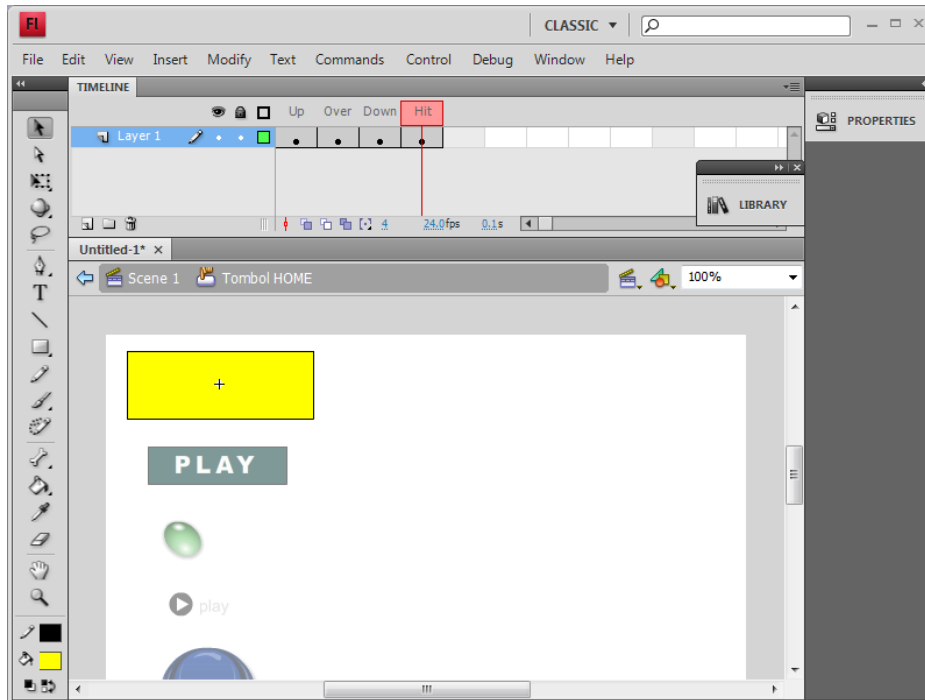 Fl CLASSIC
File Edit View Insert Modify Text Commands Control Debug Window Help
TIMELINE
Up Over Down Hit
PROPERTIES
Layer 1
LIBRARY
4 24.0fps 0.1s
Untitled-1* ×
Scene 1 Tombol HOME 100%
T
PLAY
play